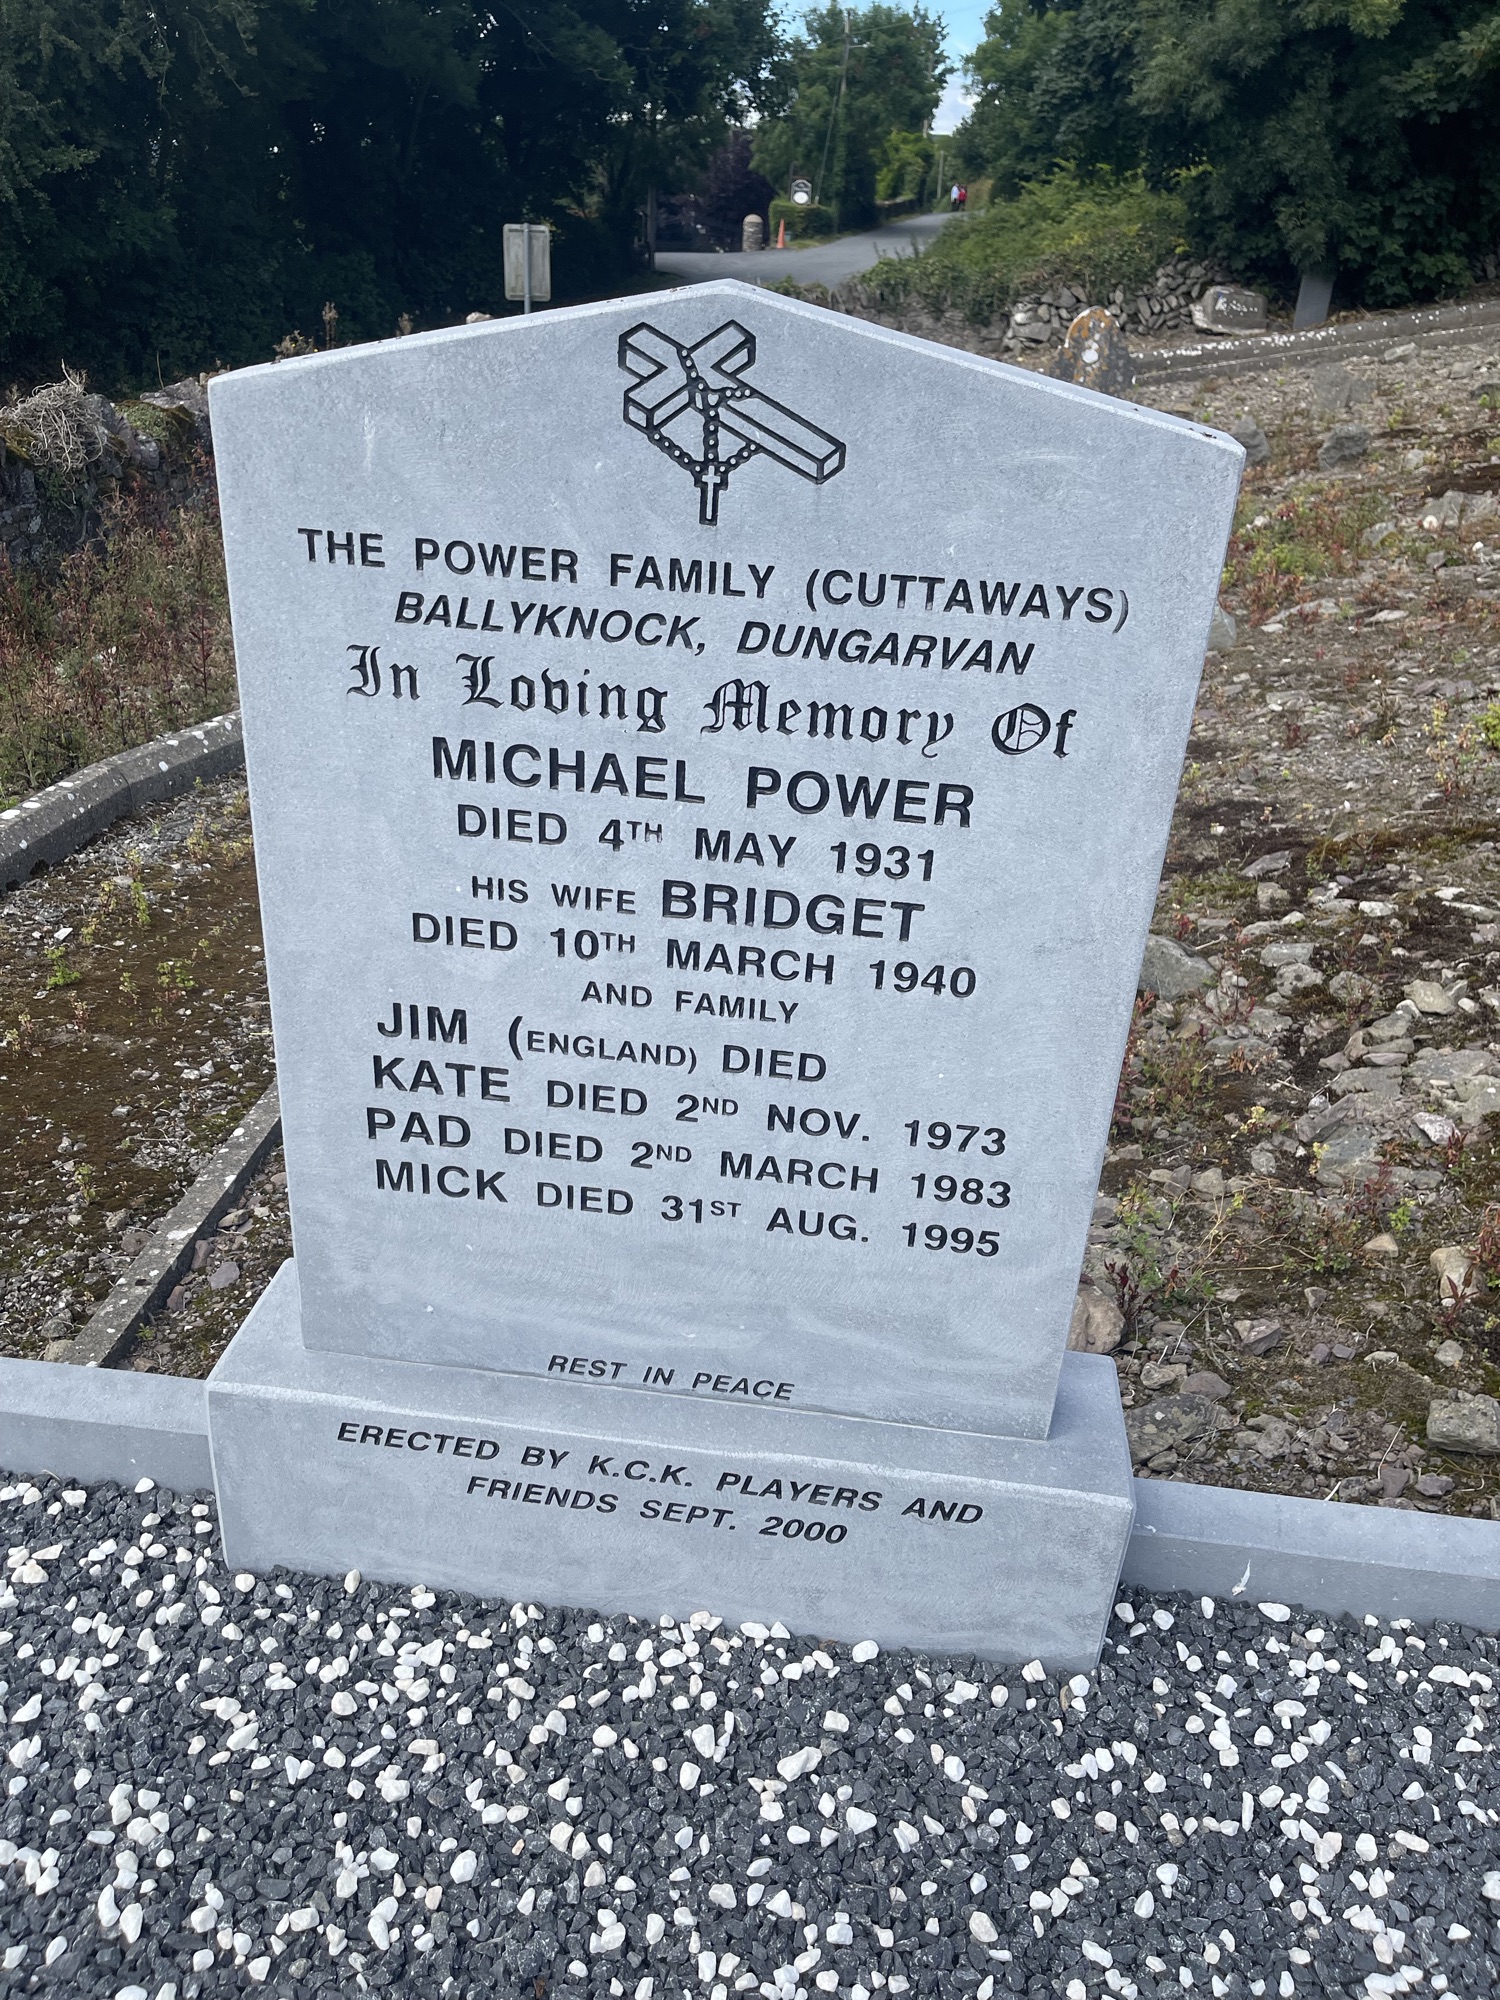 THE POWER FAMILY (CUTTAWAYS)
BALLYKNOCK, DUNGARVAN
In Loving Memory Of
MICHAEL POWER
DIED 4TH MAY 1931
HIS WIFE BRIDGET
DIED 10TH MARCH 1940
AND FAMILY
JIM (ENGLAND) DIED
KATE DIED 2ND NOV. 1973
PAD DIED 2ND MARCH 1983
MICK DIED 31ST AUG. 1995
REST IN PEACE
ERECTED BY K.C.K. PLAYERS AND
FRIENDS SEPT. 2000